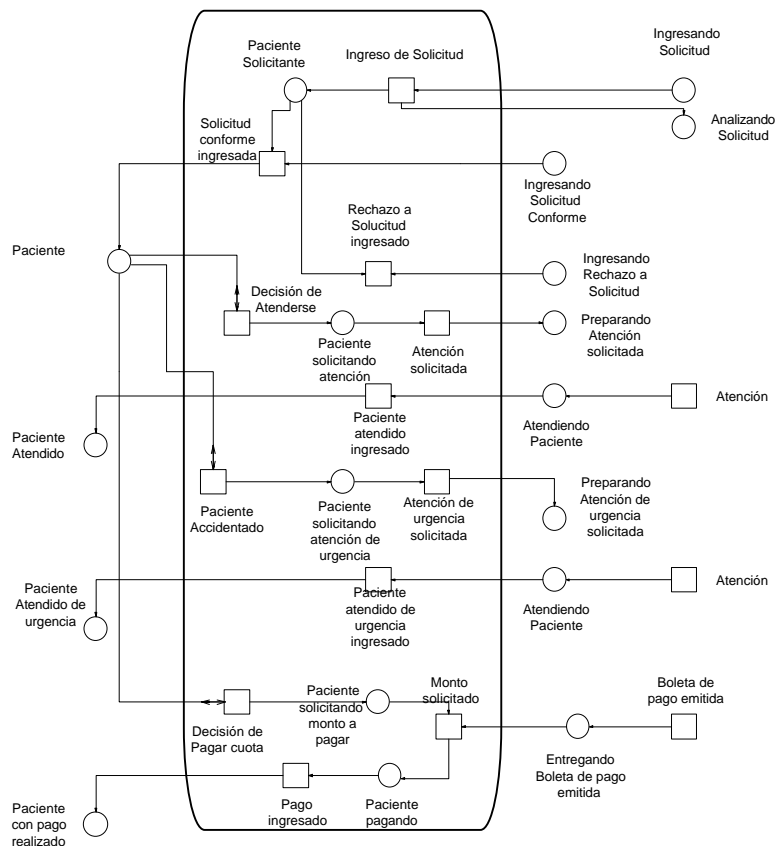 Paciente
Solicitante
Ingreso de Solicitud
Ingresando
Solicitud
Analizando
Solicitud
Solicitud
conforme
ingresada
Ingresando
Solicitud
Conforme
Rechazo a
Solucitud
ingresado
Paciente
Ingresando
Rechazo a
Solicitud
Decisión de
Atenderse
Paciente
solicitando
atención
Atención
solicitada
Preparando
Atención
solicitada
Paciente
Atendido
Paciente
atendido
ingresado
Atendiendo
Paciente
Atención
Paciente
Accidentado
Paciente
solicitando
atención de
urgencia
Atención de
urgencia
solicitada
Preparando
Atención de
urgencia
solicitada
Paciente
Atendido de
urgencia
Paciente
atendido de
urgencia
ingresado
Atendiendo
Paciente
Atención
Decisión de
Pagar cuota
Paciente
solicitando
monto a
pagar
Monto
solicitado
Boleta de
pago emitida
Entregando
Boleta de pago
emitida
Paciente
con pago
realizado
Pago
ingresado
Paciente
pagando